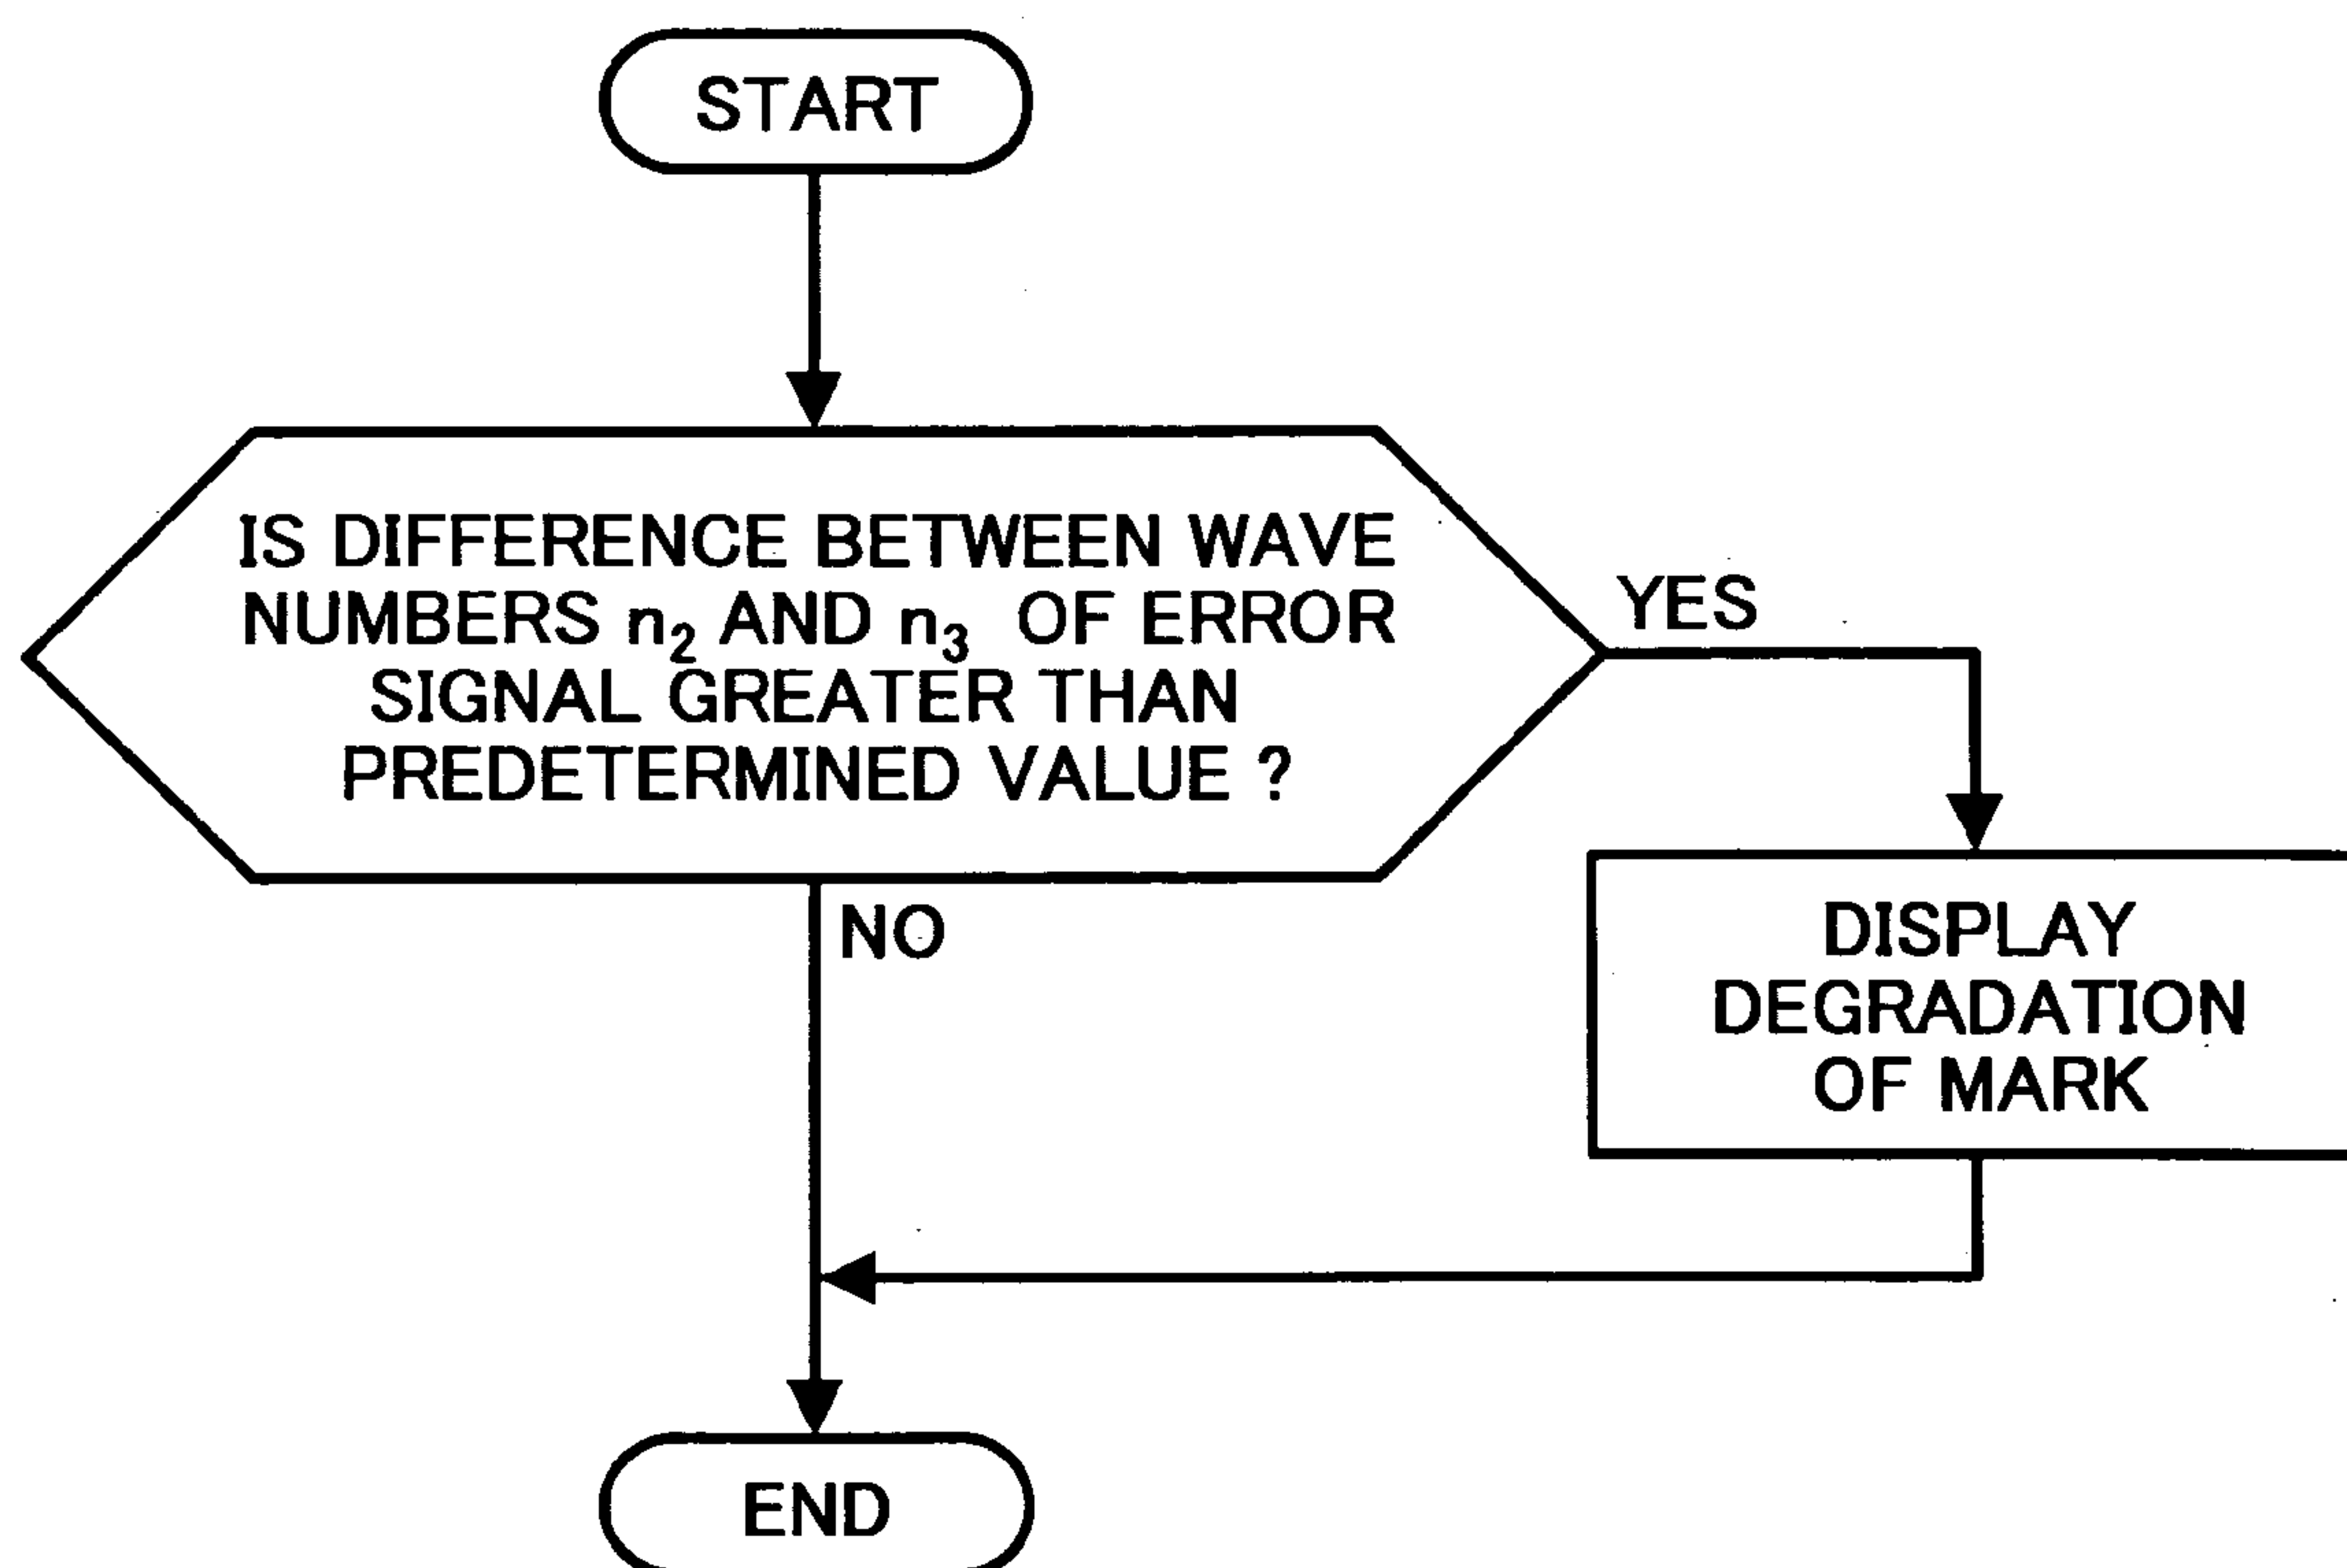 START
IS DIFFERENCE BETWEEN WAVE
NUMBERS n₂ AND n₃ OF ERROR
SIGNAL GREATER THAN
PREDETERMINED VALUE ?
YES
NO
DISPLAY
DEGRADATION
OF MARK
END